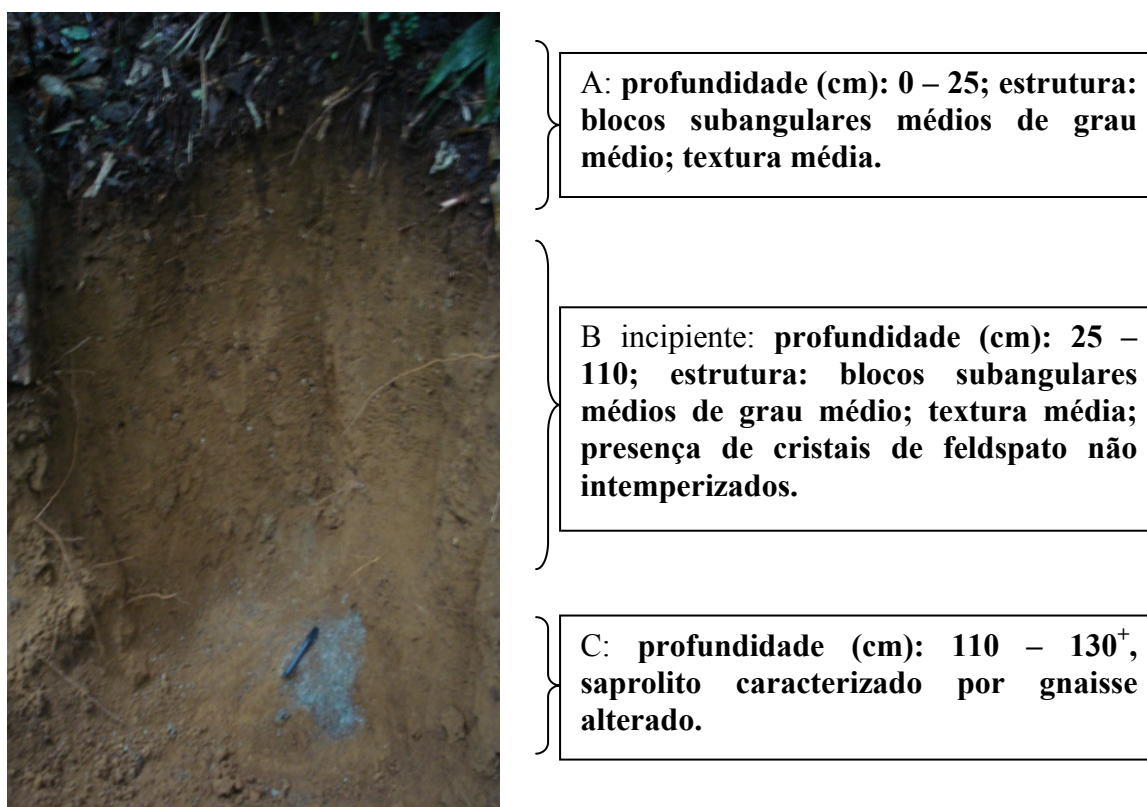 A: profundidade (cm): 0 – 25; estrutura:
blocos subangulares médios de grau
médio; textura média.
B incipiente: profundidade (cm): 25 –
110; estrutura: blocos subangulares
médios de grau médio; textura média;
presença de cristais de feldspato não
intemperizados.
C: profundidade (cm): 110 – 130⁺,
saprolito caracterizado por gnaisse
alterado.